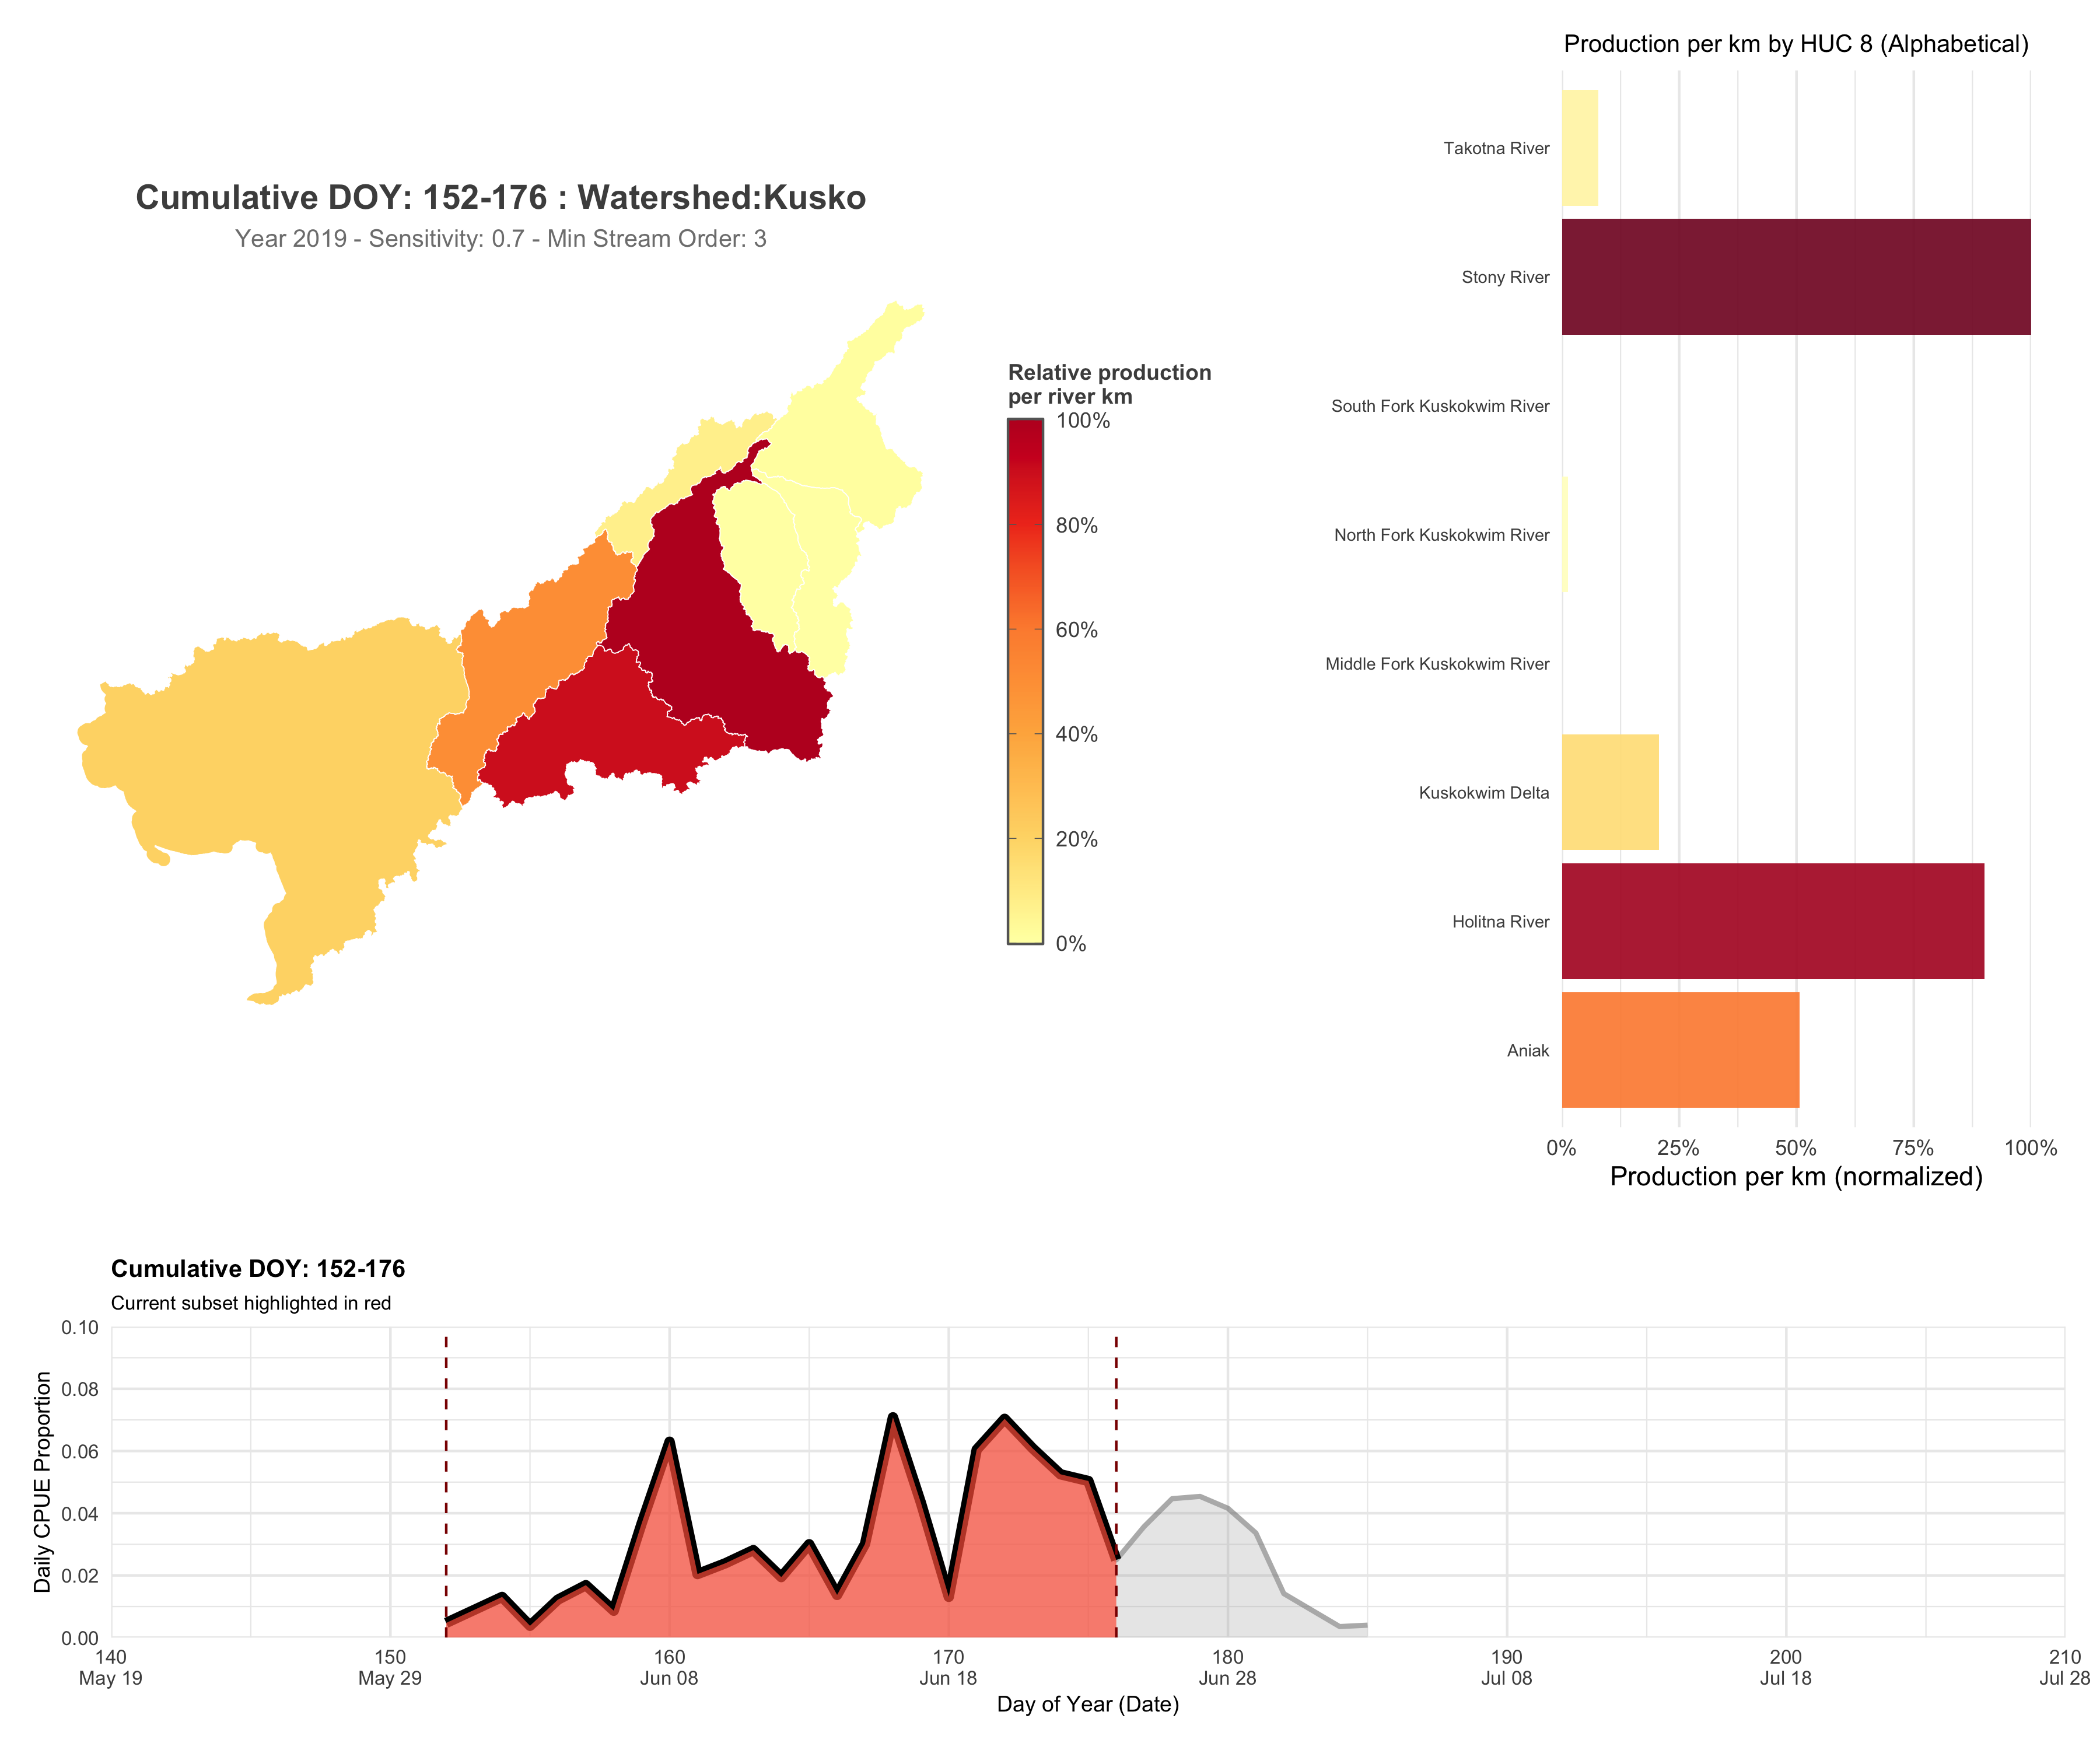 Production per km by HUC 8 (Alphabetical)
Takotna River
Stony River
South Fork Kuskokwim River
North Fork Kuskokwim River
Middle Fork Kuskokwim River
Kuskokwim Delta
Holitna River
Aniak
0%
25%
50%
75%
100%
Production per km (normalized)
Cumulative DOY: 152-176 : Watershed:Kusko
Year 2019 - Sensitivity: 0.7 - Min Stream Order: 3
Relative production
per river km
100%
80%
60%
40%
20%
0%
Cumulative DOY: 152-176
Current subset highlighted in red
Daily CPUE Proportion
0.10
0.08
0.06
0.04
0.02
0.00
140
May 19
150
May 29
160
Jun 08
170
Jun 18
180
Jun 28
190
Jul 08
200
Jul 18
210
Jul 28
Day of Year (Date)